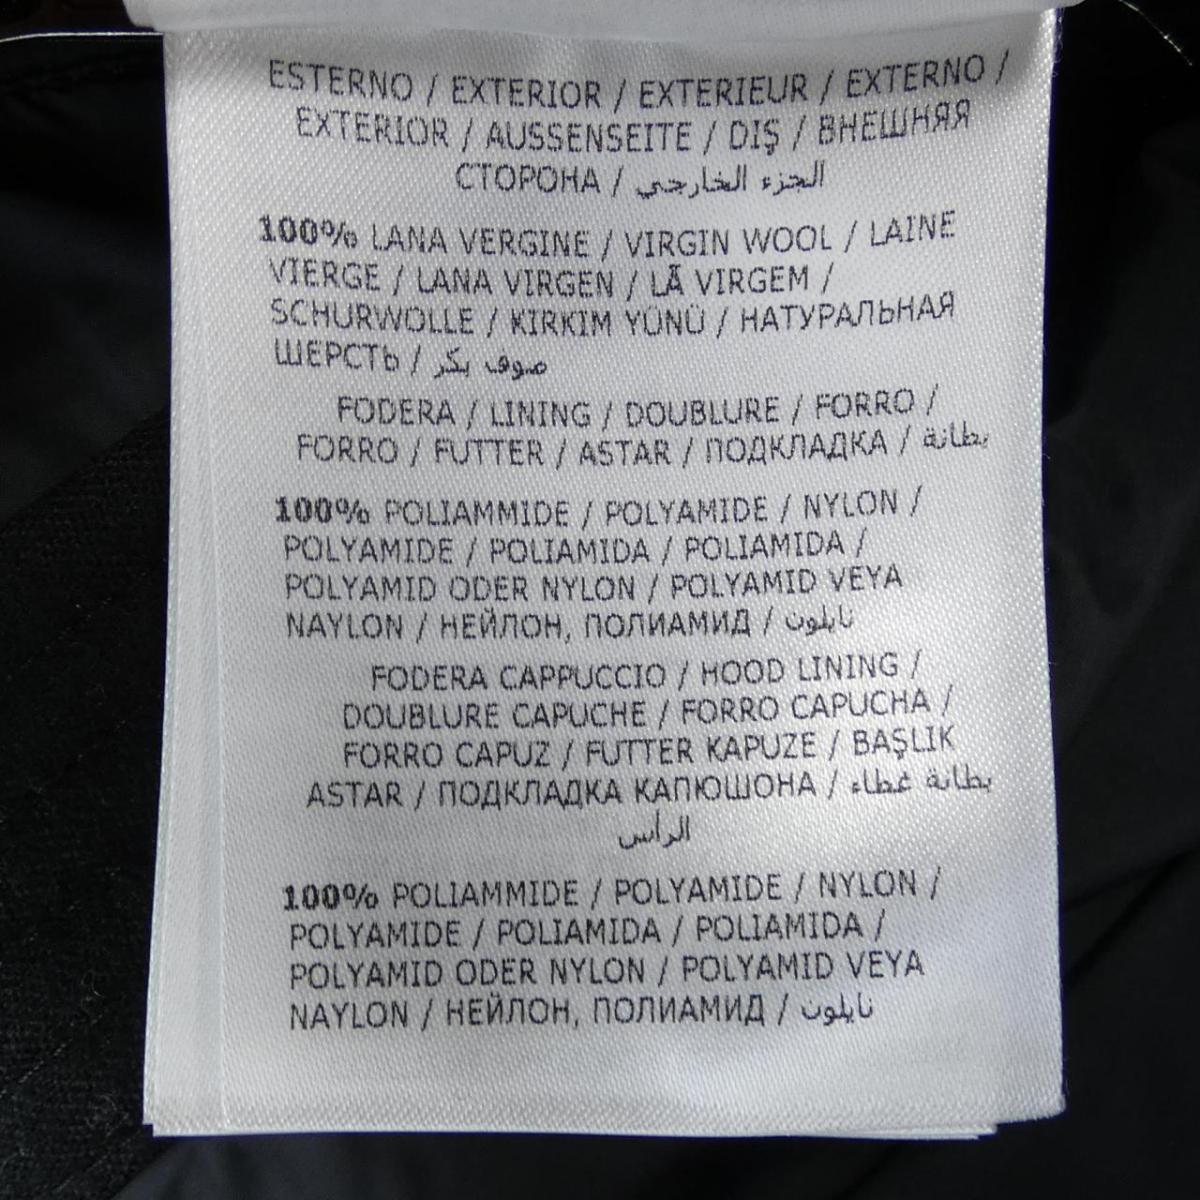 ESTERNO / EXTERIOR / EXTERIEUR / EXTERNO /
EXTERIOR / AUSSENSEITE / DIŞ / ВНЕШНЯЯ
СТОРОНА / الجزء الخارجي
100% LANA VERGINE / VIRGIN WOOL / LAINE
VIERGE / LANA VIRGEN / LÃ VIRGEM /
SCHURWOLLE / KIRKIM YÜNÜ / НАТУРАЛЬНАЯ
ШЕРСТЬ / صوف بكر
FODERA / LINING / DOUBLURE / FORRO /
FORRO / FUTTER / ASTAR / ПОДКЛАДКА / بطانة
100% POLIAMMIDE / POLYAMIDE / NYLON /
POLYAMIDE / POLIAMIDA / POLIAMIDA /
POLYAMID ODER NYLON / POLYAMID VEYA
NAYLON / НЕЙЛОН, ПОЛИАМИД / نايلون
FODERA CAPPUCCIO / HOOD LINING /
DOUBLURE CAPUCHE / FORRO CAPUCHA /
FORRO CAPUZ / FUTTER KAPUZE / BAŞLIK
ASTAR / ПОДКЛАДКА КАПЮШОНА / بطانة غطاء
الرأس
100% POLIAMMIDE / POLYAMIDE / NYLON /
POLYAMIDE / POLIAMIDA / POLIAMIDA /
POLYAMID ODER NYLON / POLYAMID VEYA
NAYLON / НЕЙЛОН, ПОЛИАМИД / نايلون